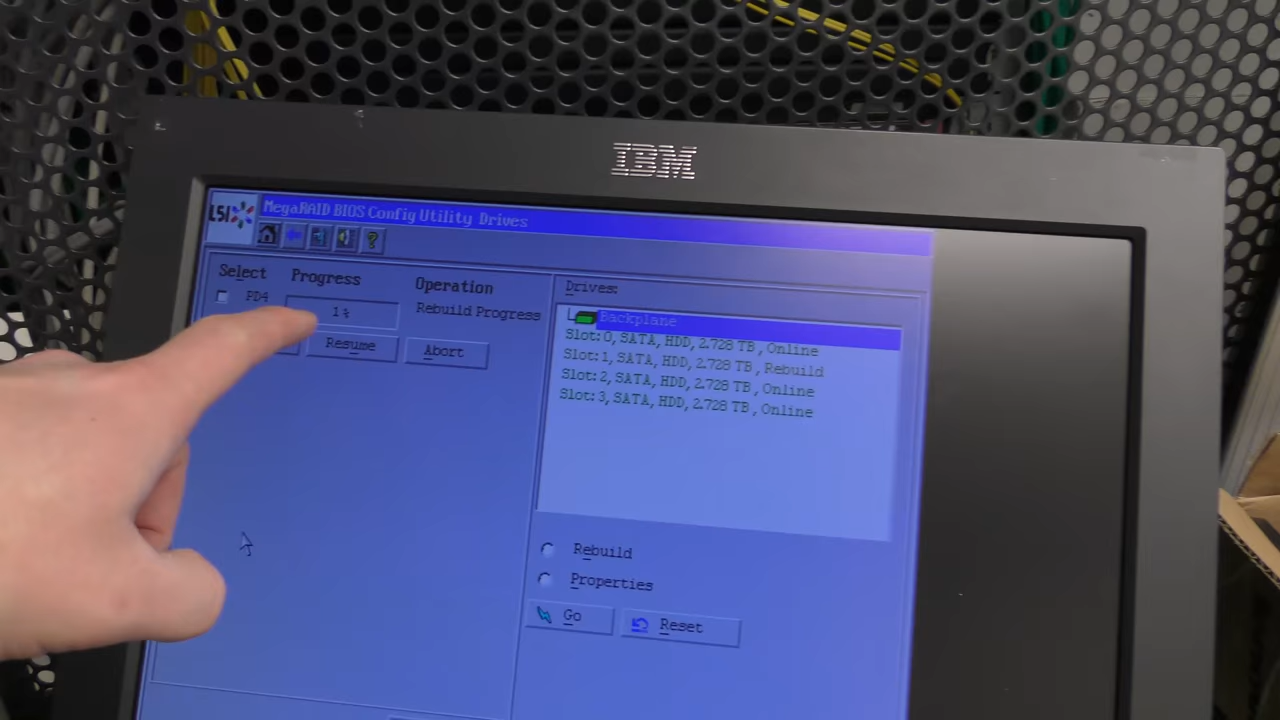 IBM
LSI
MegaRAID BIOS Config Utility Drives
Select Progress Operation
PD4 1% Rebuild Progress
Resume Abort
Drives:
Backplane
Slot: 0, SATA, HDD, 2.728 TB, Online
Slot: 1, SATA, HDD, 2.728 TB, Rebuild
Slot: 2, SATA, HDD, 2.728 TB, Online
Slot: 3, SATA, HDD, 2.728 TB, Online
Rebuild
Properties
Go Reset